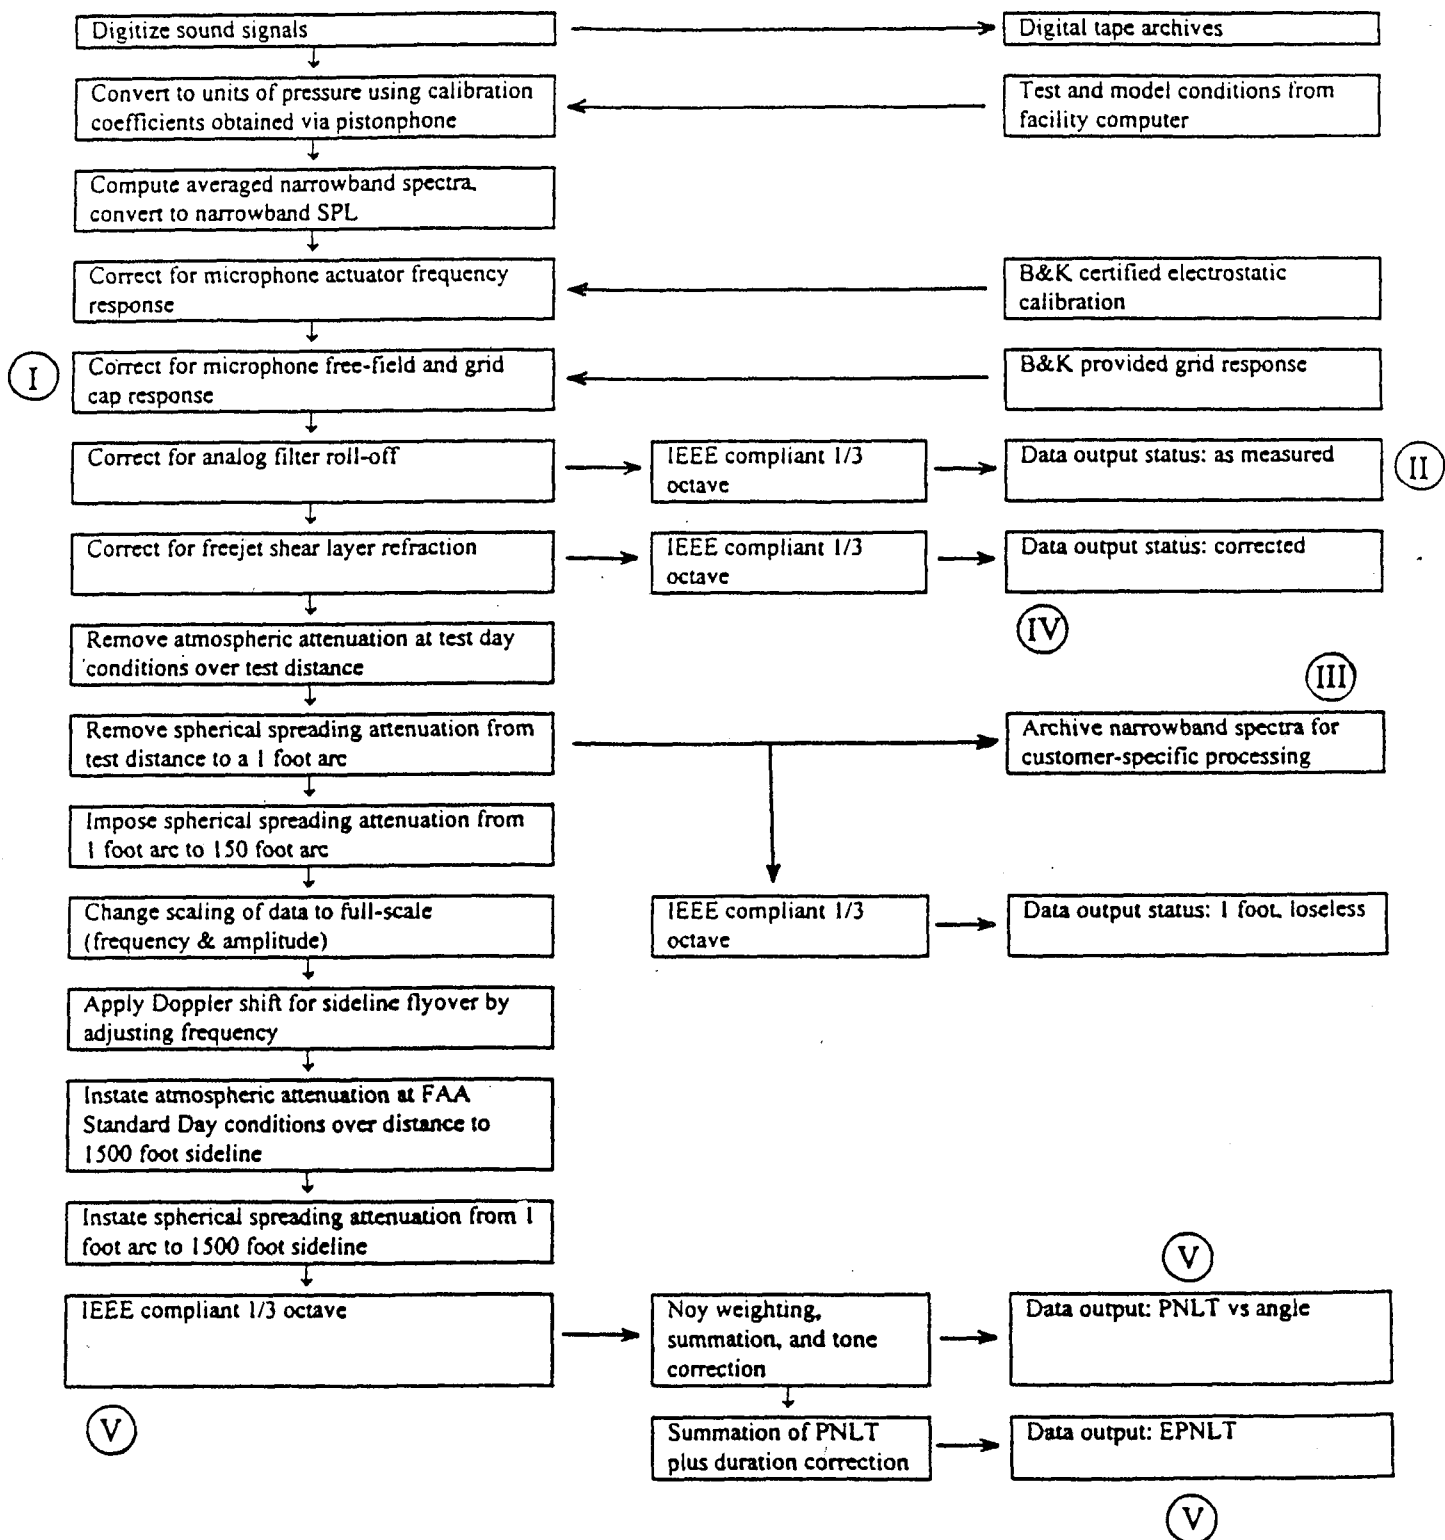 Digitize sound signals
Digital tape archives
Convert to units of pressure using calibration
coefficients obtained via pistonphone
Test and model conditions from
facility computer
Compute averaged narrowband spectra,
convert to narrowband SPL
Correct for microphone actuator frequency
response
B&K certified electrostatic
calibration
I
Correct for microphone free-field and grid
cap response
B&K provided grid response
Correct for analog filter roll-off
IEEE compliant 1/3
octave
Data output status: as measured
II
Correct for freejet shear layer refraction
IEEE compliant 1/3
octave
Data output status: corrected
IV
Remove atmospheric attenuation at test day
conditions over test distance
III
Remove spherical spreading attenuation from
test distance to a 1 foot arc
Archive narrowband spectra for
customer-specific processing
Impose spherical spreading attenuation from
1 foot arc to 150 foot arc
Change scaling of data to full-scale
(frequency & amplitude)
IEEE compliant 1/3
octave
Data output status: 1 foot, loseless
Apply Doppler shift for sideline flyover by
adjusting frequency
Instate atmospheric attenuation at FAA
Standard Day conditions over distance to
1500 foot sideline
Instate spherical spreading attenuation from 1
foot arc to 1500 foot sideline
V
IEEE compliant 1/3 octave
Noy weighting,
summation, and tone
correction
Data output: PNLT vs angle
V
Summation of PNLT
plus duration correction
Data output: EPNLT
V